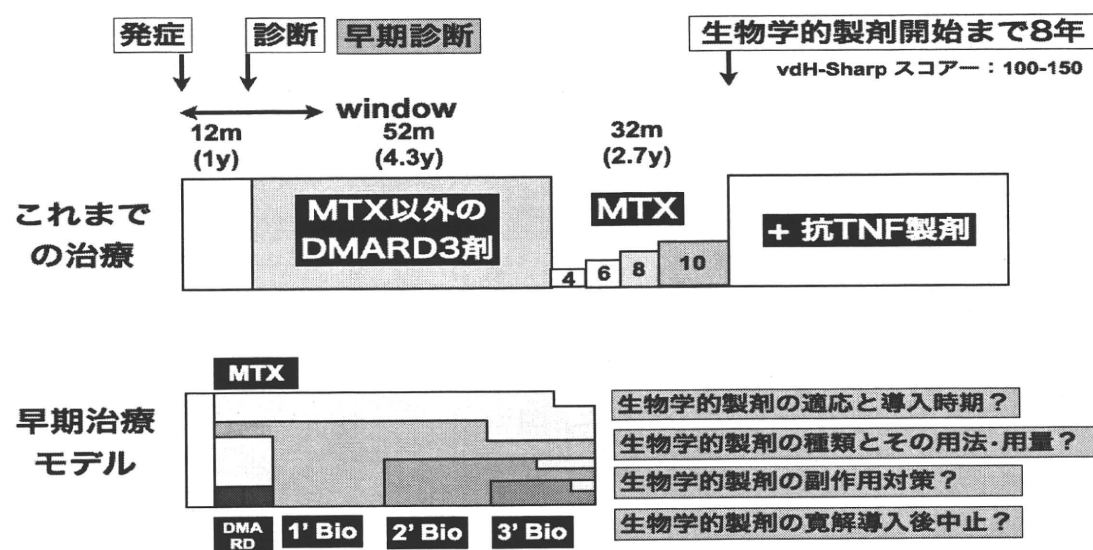 発症
診断
早期診断
生物学的製剤開始まで8年
vdH-Sharp スコアー：100-150
window
12m
(1y)
52m
(4.3y)
32m
(2.7y)
これまで
の治療
MTX以外の
DMARD3剤
MTX
4
6
8
10
+ 抗TNF製剤
早期治療
モデル
MTX
DMA
RD
1' Bio
2' Bio
3' Bio
生物学的製剤の適応と導入時期？
生物学的製剤の種類とその用法・用量？
生物学的製剤の副作用対策？
生物学的製剤の寛解導入後中止？